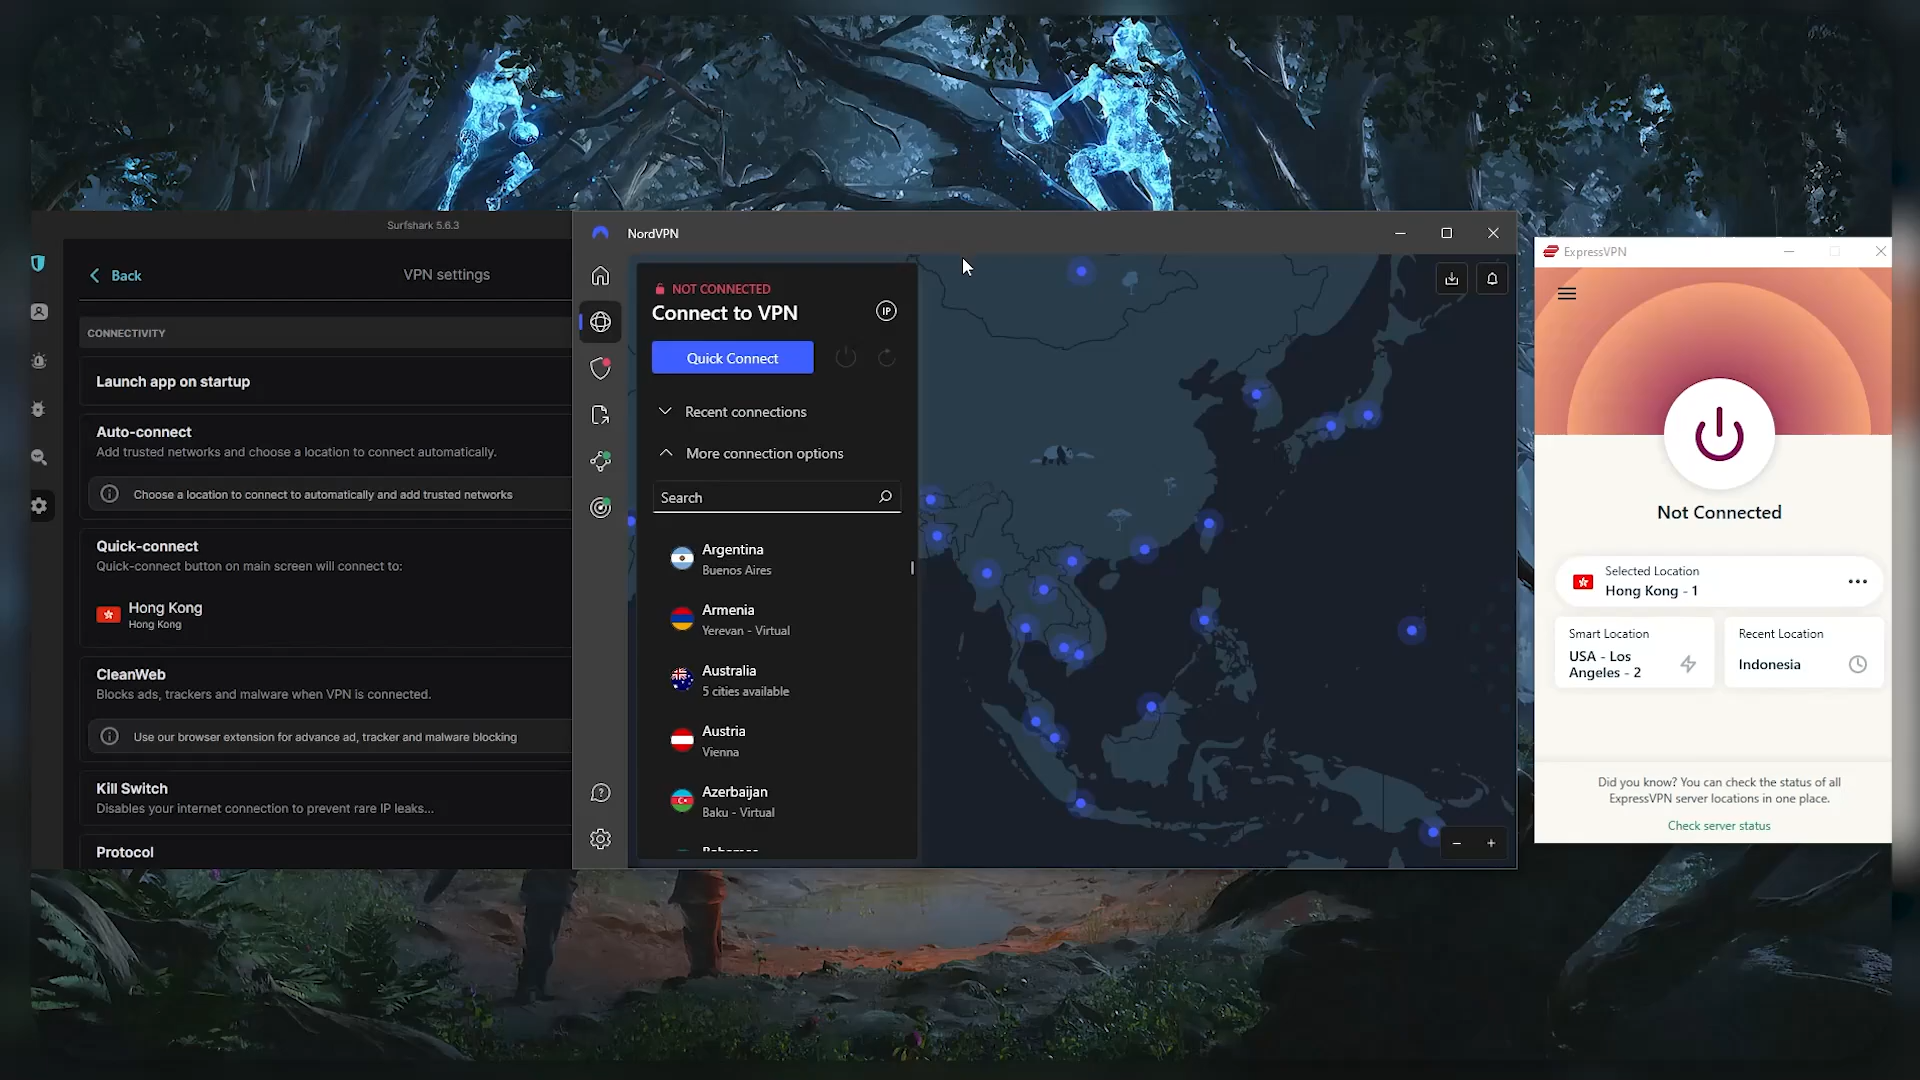 Surfshark 5.6.3
Back
VPN settings
CONNECTIVITY
Launch app on startup
Auto-connect
Add trusted networks and choose a location to connect automatically.
Choose a location to connect to automatically and add trusted networks
Quick-connect
Quick-connect button on main screen will connect to:
Hong Kong
Hong Kong
CleanWeb
Blocks ads, trackers and malware when VPN is connected.
Use our browser extension for advance ad, tracker and malware blocking
Kill Switch
Disables your internet connection to prevent rare IP leaks...
Protocol
NordVPN
NOT CONNECTED
Connect to VPN
IP
Quick Connect
Recent connections
More connection options
Search
Argentina
Buenos Aires
Armenia
Yerevan - Virtual
Australia
5 cities available
Austria
Vienna
Azerbaijan
Baku - Virtual
ExpressVPN
Not Connected
Selected Location
Hong Kong - 1
Smart Location
USA - Los
Angeles - 2
Recent Location
Indonesia
Did you know? You can check the status of all
ExpressVPN server locations in one place.
Check server status